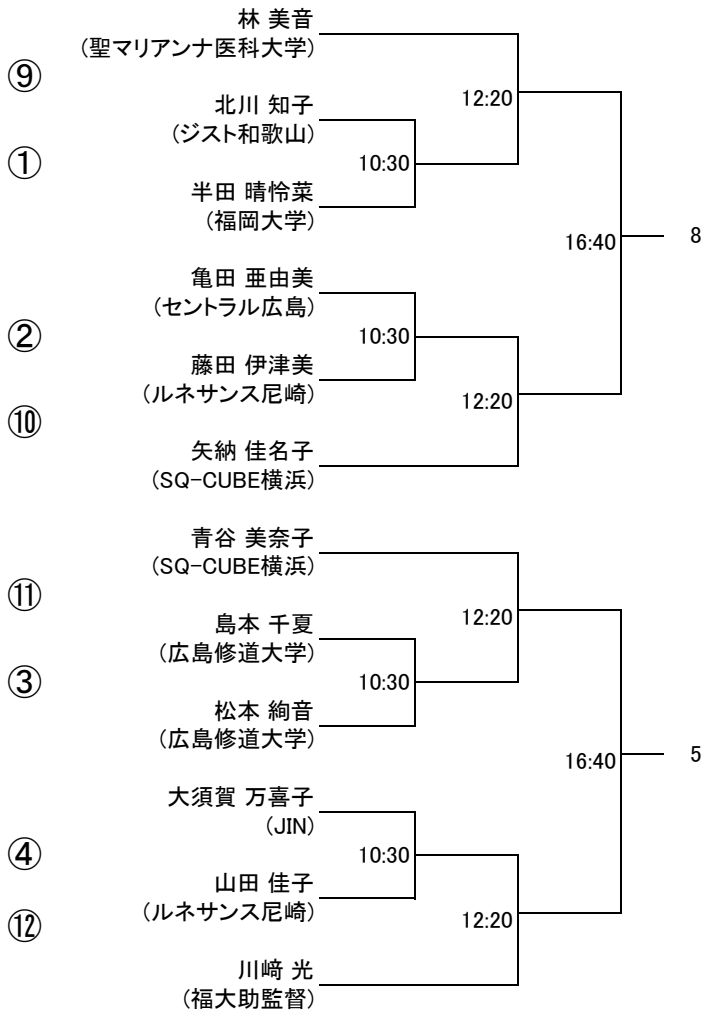 林 美音
(聖マリアンナ医科大学)
⑨
12:20
北川 知子
(ジスト和歌山)
①
10:30
半田 晴怜菜
(福岡大学)
16:40
8
亀田 亜由美
(セントラル広島)
②
10:30
藤田 伊津美
(ルネサンス尼崎)
12:20
⑩
矢納 佳名子
(SQ-CUBE横浜)
青谷 美奈子
(SQ-CUBE横浜)
⑪
12:20
島本 千夏
(広島修道大学)
③
10:30
松本 絢音
(広島修道大学)
16:40
5
大須賀 万喜子
(JIN)
④
10:30
山田 佳子
(ルネサンス尼崎)
⑫
12:20
川﨑 光
(福大助監督)